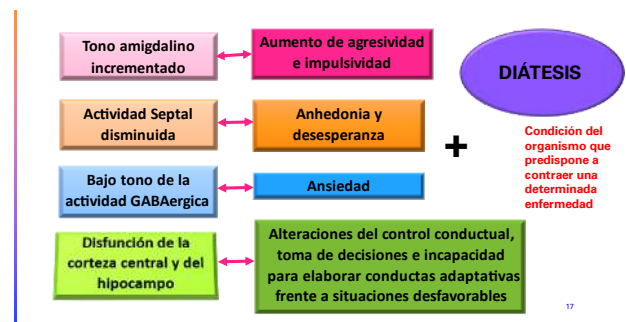 Tono amigdalino
incrementado
Aumento de agresividad
e impulsividad
Actividad Septal
disminuida
Anhedonia y
desesperanza
Bajo tono de la
actividad GABAergica
Ansiedad
Disfunción de la
corteza central y del
hipocampo
Alteraciones del control conductual,
toma de decisiones e incapacidad
para elaborar conductas adaptativas
frente a situaciones desfavorables
+
DIÁTESIS
Condición del
organismo que
predispone a
contraer una
determinada
enfermedad
17